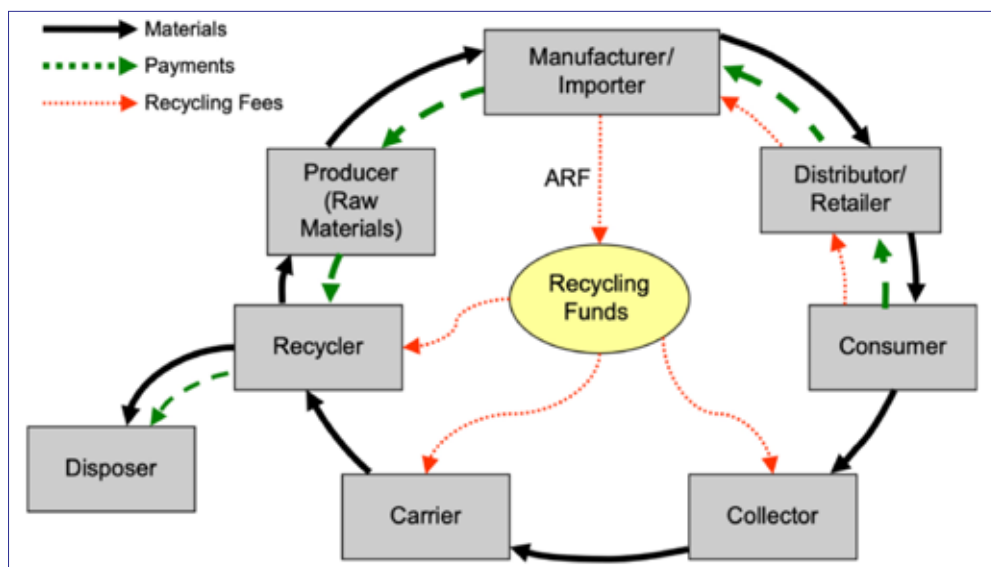 Materials
Payments
Recycling Fees
Manufacturer/
Importer
Producer
(Raw
Materials)
ARF
Distributor/
Retailer
Recycling
Funds
Recycler
Consumer
Disposer
Carrier
Collector